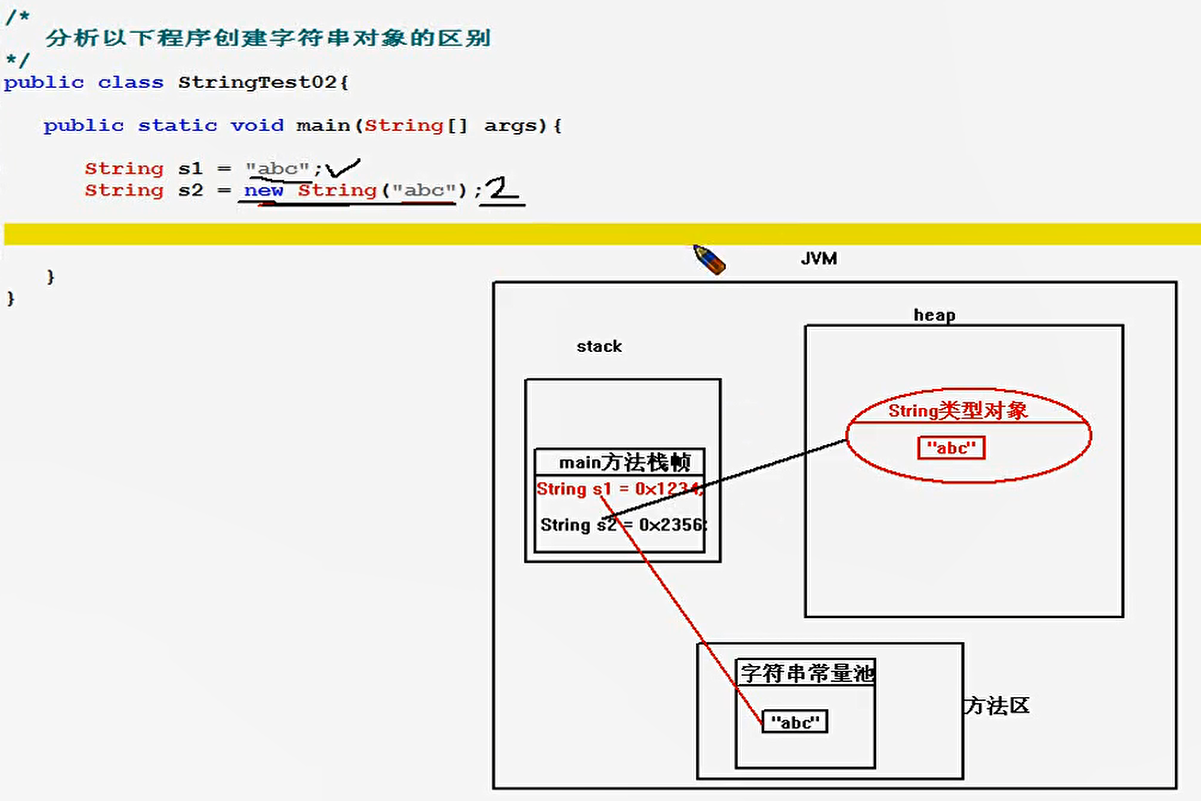 /*
分析以下程序创建字符串对象的区别
*/
public class StringTest02{
public static void main(String[] args){
String s1 = "abc";
String s2 = new String("abc"); 2
}
}
JVM
heap
stack
String类型对象
"abc"
main方法栈帧
String s1 = 0x1234;
String s2 = 0x2356;
字符串常量池
方法区
"abc"